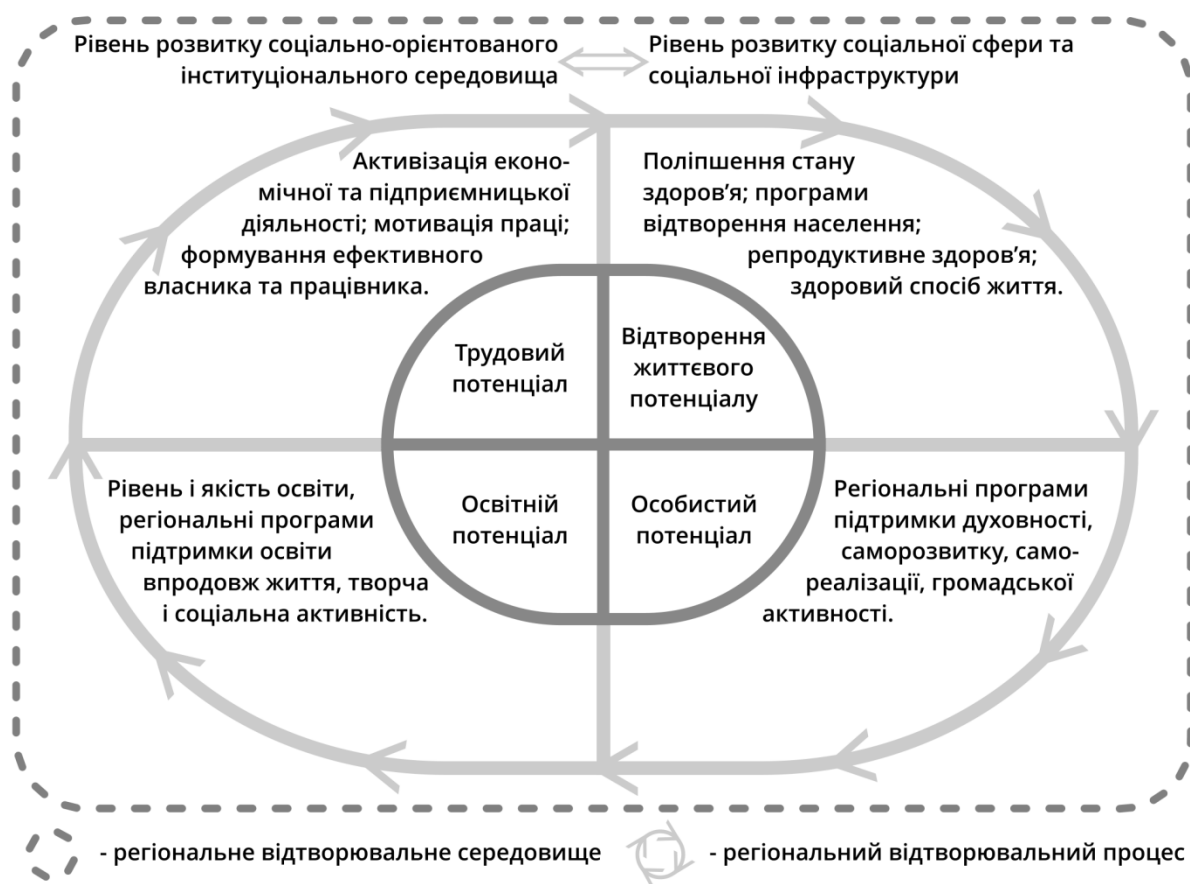 Рівень розвитку соціально-орієнтованого
інституціонального середовища
Рівень розвитку соціальної сфери та
соціальної інфраструктури
Активізація еконо-
мічної та підприємницької
діяльності; мотивація праці;
формування ефективного
власника та працівника.
Поліпшення стану
здоров’я; програми
відтворення населення;
репродуктивне здоров’я;
здоровий спосіб життя.
Трудовий
потенціал
Відтворення
життєвого
потенціалу
Рівень і якість освіти,
регіональні програми
підтримки освіти
впродовж життя, творча
і соціальна активність.
Освітній
потенціал
Особистий
потенціал
Регіональні програми
підтримки духовності,
саморозвитку, само-
реалізації, громадської
активності.
- регіональне відтворювальне середовище
- регіональний відтворювальний процес